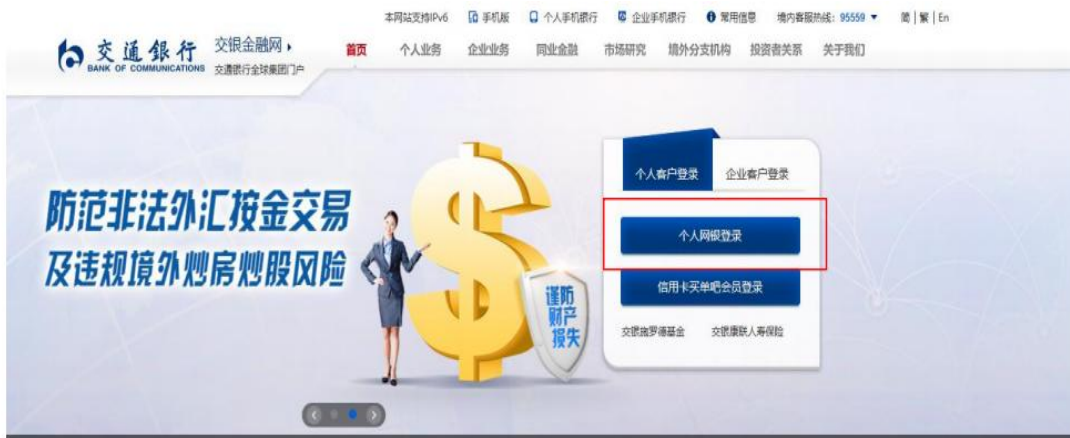 本网站支持IPv6 手机版 个人手机银行 企业手机银行 常用信息 境内客服热线：95559 ▼ 简 | 繁 | En
交通銀行 交银金融网
BANK OF COMMUNICATIONS 交通银行全球集团门户
首页 个人业务 企业业务 同业金融 市场研究 境外分支机构 投资者关系 关于我们
个人客户登录 企业客户登录
防范非法外汇按金交易
及违规境外炒房炒股风险
个人网银登录
信用卡买单吧会员登录
谨防
财产
损失
交银施罗德基金 交银康联人寿保险